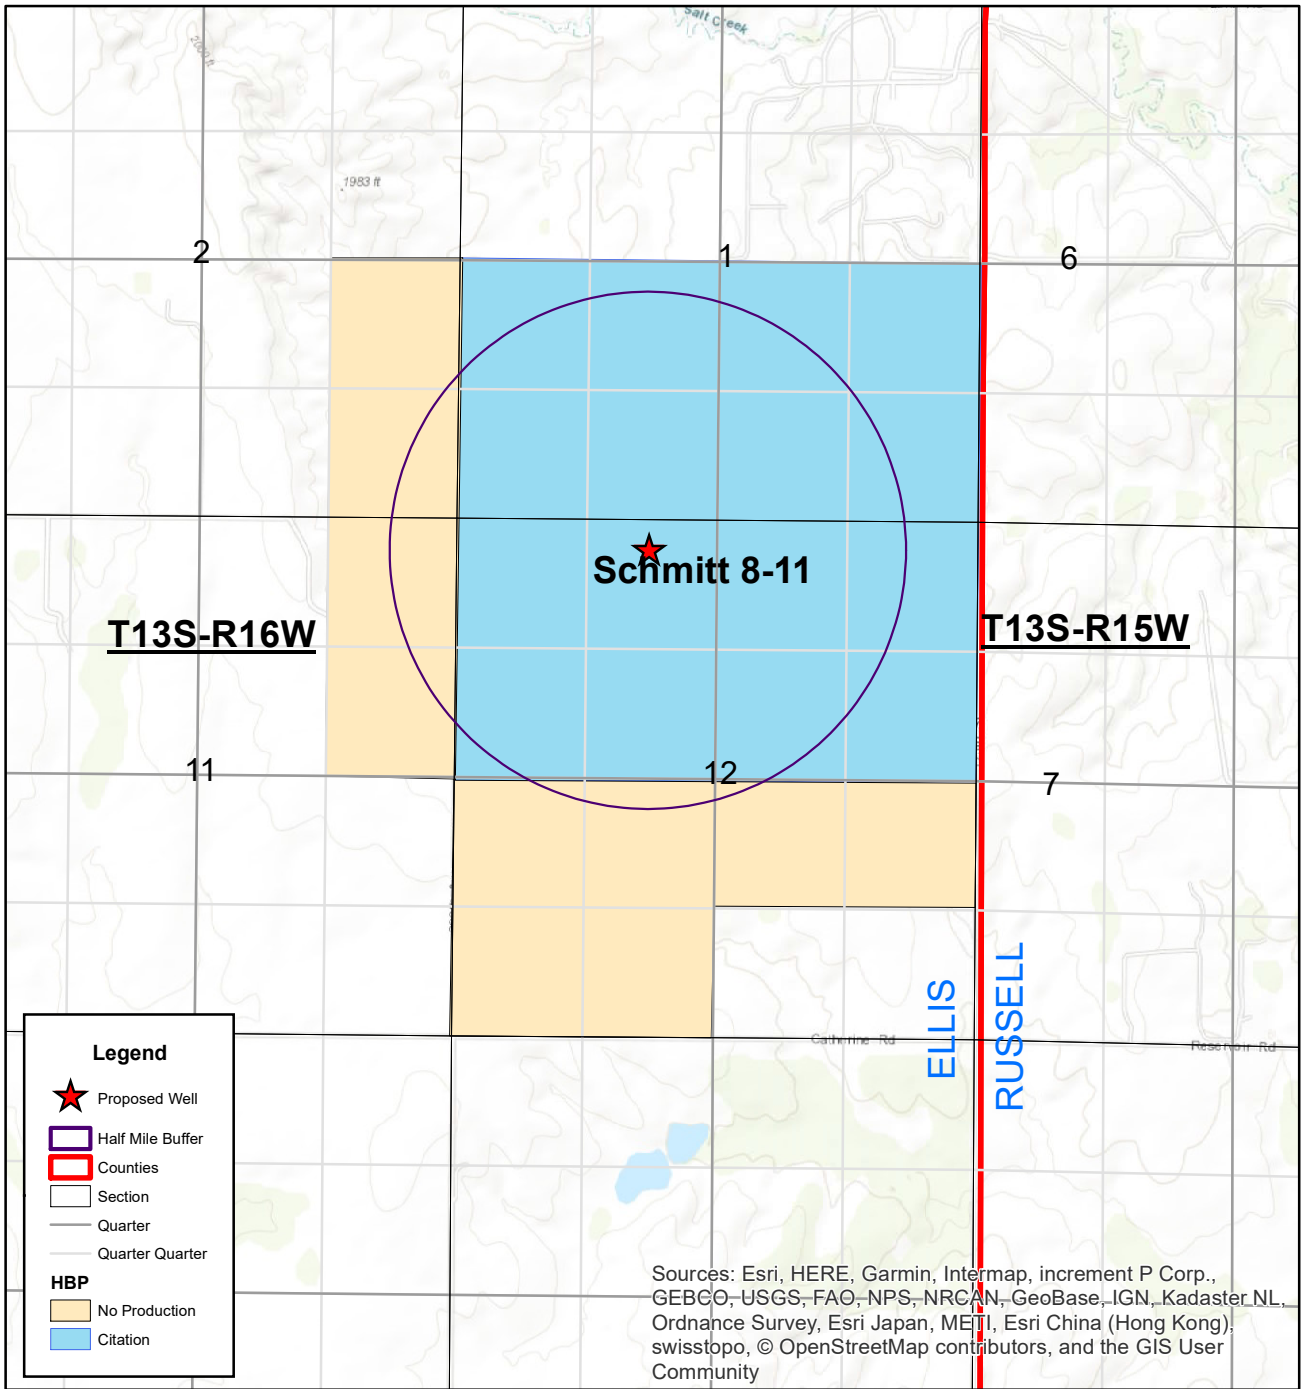 Salt Creek
2000 ft
1983 ft
2
1
6
Schmitt 8-11
T13S-R16W
T13S-R15W
11
12
7
ELLIS
RUSSELL
Catherine Rd
Reservoir Rd
Legend
Proposed Well
Half Mile Buffer
Counties
Section
Quarter
Quarter Quarter
HBP
No Production
Citation
Sources: Esri, HERE, Garmin, Intermap, increment P Corp.,
GEBCO, USGS, FAO, NPS, NRCAN, GeoBase, IGN, Kadaster NL,
Ordnance Survey, Esri Japan, METI, Esri China (Hong Kong),
swisstopo, © OpenStreetMap contributors, and the GIS User
Community